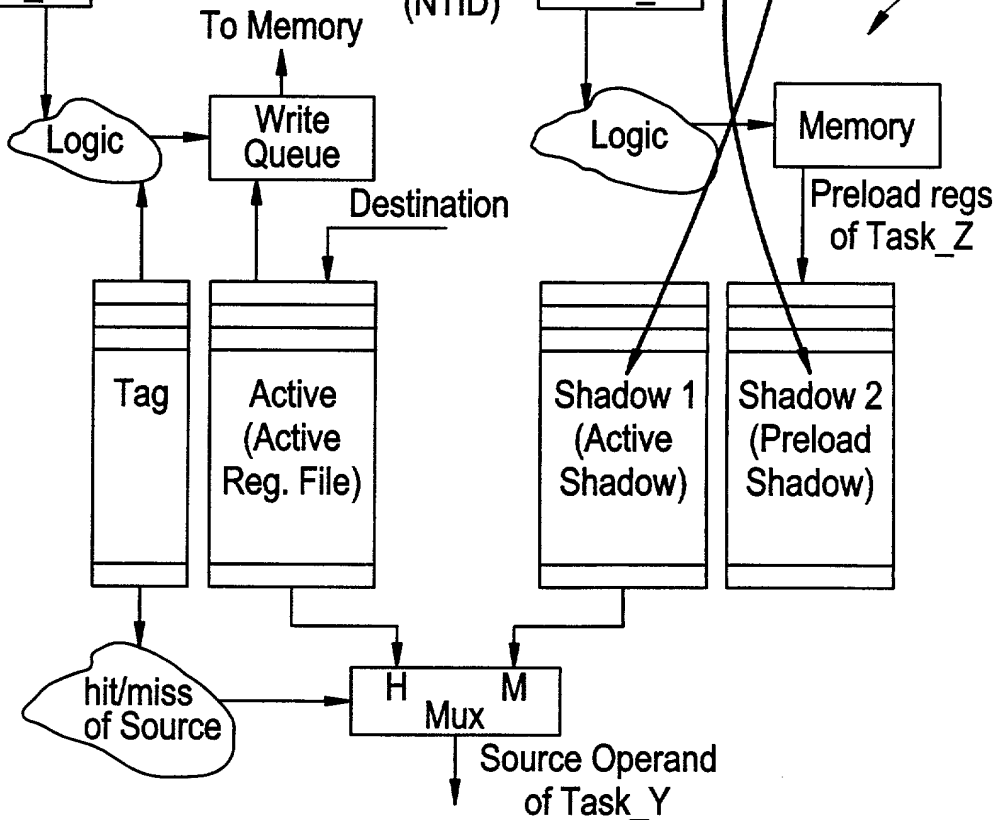 (NTID)
To Memory
Logic
Write
Queue
Logic
Memory
Destination
Preload regs
of Task_Z
Tag
Active
(Active
Reg. File)
Shadow 1
(Active
Shadow)
Shadow 2
(Preload
Shadow)
hit/miss
of Source
H M
Mux
Source Operand
of Task_Y